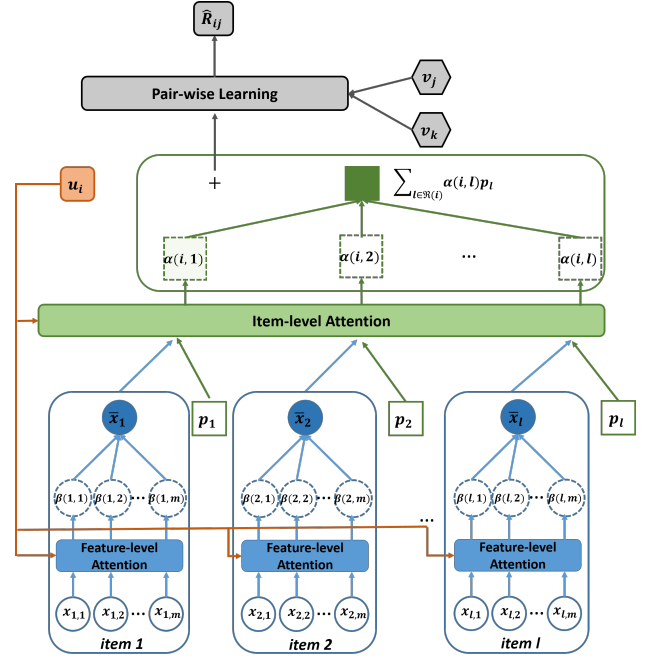 R̂ᵢⱼ
Pair-wise Learning
vⱼ
vₖ
uᵢ
+
∑_{l∈ℜ(i)} α(i, l)pₗ
α(i, 1) α(i, 2) ... α(i, l)
Item-level Attention
x̄₁ p₁ x̄₂ p₂ x̄ₗ pₗ
β(1, 1) β(1, 2) ... β(1, m) β(2, 1) β(2, 2) ... β(2, m) β(l, 1) β(l, 2) ... β(l, m)
...
Feature-level Feature-level Feature-level
Attention Attention Attention
x₁,₁ x₁,₂ ... x₁,ₘ x₂,₁ x₂,₂ ... x₂,ₘ xₗ,₁ xₗ,₂ ... xₗ,ₘ
item 1 item 2 item l